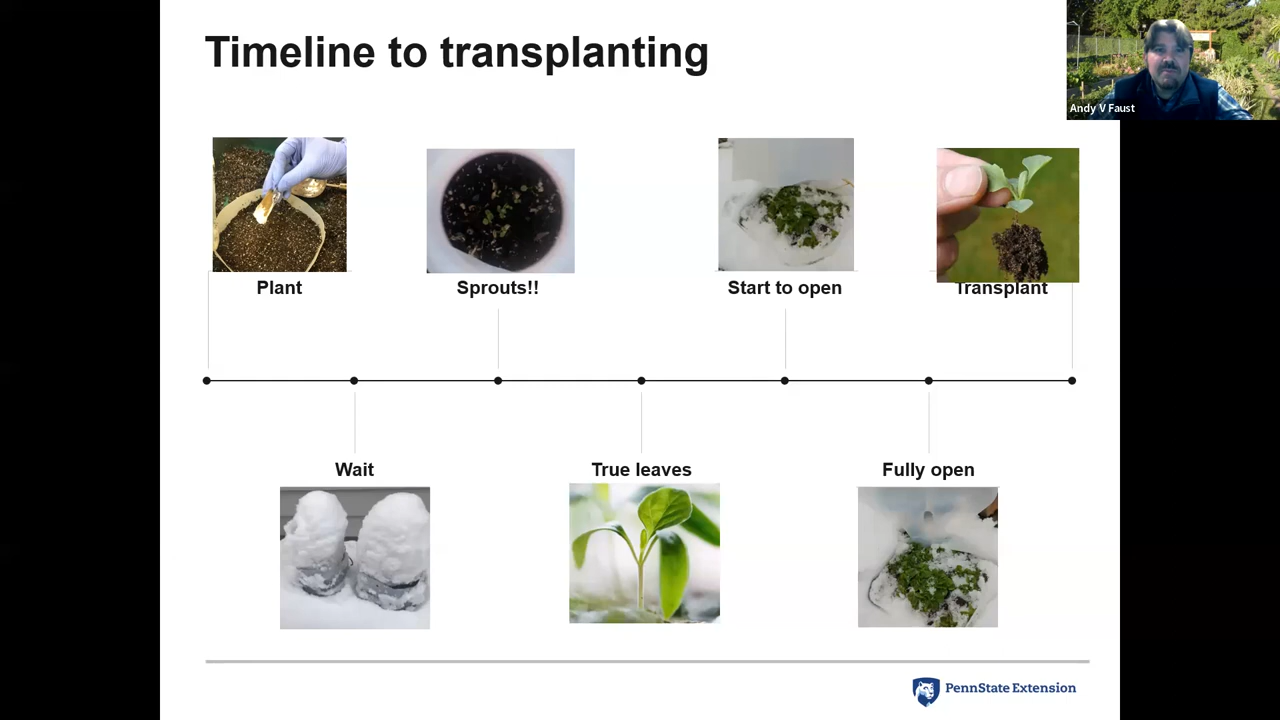 Timeline to transplanting
Andy V Faust
Plant
Sprouts!!
Start to open
Transplant
Wait
True leaves
Fully open
PennState Extension